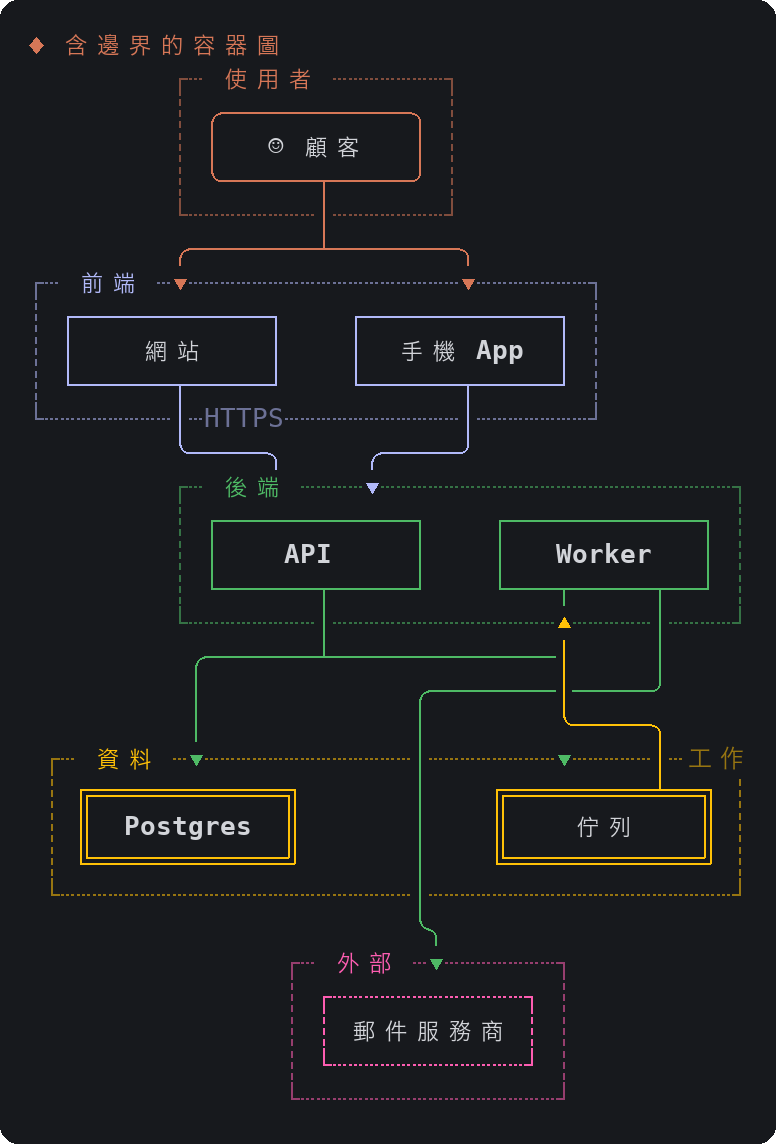 ◆ 含邊界的容器圖
使用者
☺ 顧客
前端
網站
手機 App
HTTPS
後端
API
Worker
資料
工作
Postgres
佇列
外部
郵件服務商